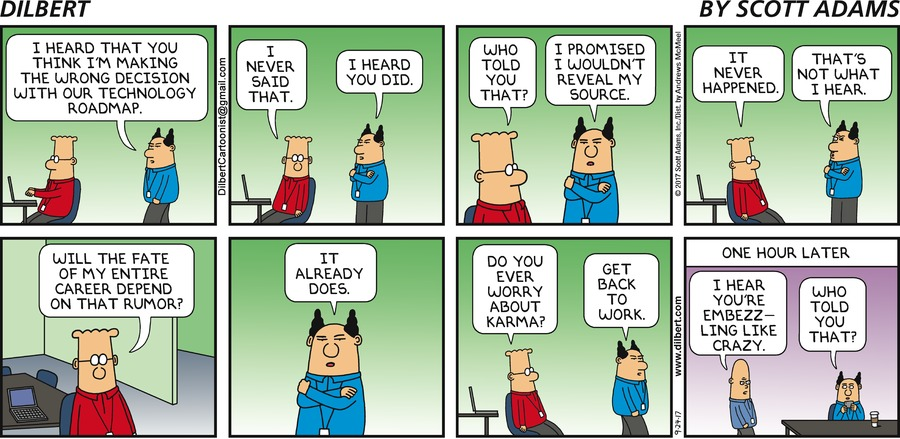 DILBERT
BY SCOTT ADAMS
I HEARD THAT YOU
THINK I'M MAKING
THE WRONG DECISION
WITH OUR TECHNOLOGY
ROADMAP.
DilbertCartoonist@gmail.com
I
NEVER
SAID
THAT.
I HEARD
YOU DID.
WHO
TOLD
YOU
THAT?
I PROMISED
I WOULDN'T
REVEAL MY
SOURCE.
© 2017 Scott Adams, Inc./Dist. by Andrews McMeel
IT
NEVER
HAPPENED.
THAT'S
NOT WHAT
I HEAR.
WILL THE FATE
OF MY ENTIRE
CAREER DEPEND
ON THAT RUMOR?
IT
ALREADY
DOES.
DO YOU
EVER
WORRY
ABOUT
KARMA?
GET
BACK
TO
WORK.
9-24-17
www.dilbert.com
ONE HOUR LATER
I HEAR
YOU'RE
EMBEZZ–
LING LIKE
CRAZY.
WHO
TOLD
YOU
THAT?